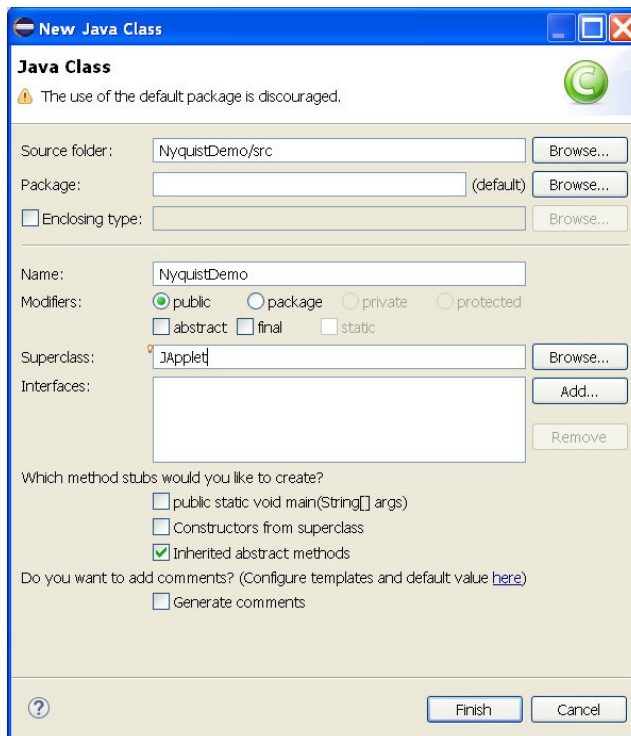 New Java Class
Java Class
The use of the default package is discouraged.
Source folder: NyquistDemo/src Browse...
Package: (default) Browse...
Enclosing type: Browse...
Name: NyquistDemo
Modifiers: public package private protected
abstract final static
Superclass: JApplet Browse...
Interfaces: Add...
Remove
Which method stubs would you like to create?
public static void main(String[] args)
Constructors from superclass
Inherited abstract methods
Do you want to add comments? (Configure templates and default value here)
Generate comments
? Finish Cancel